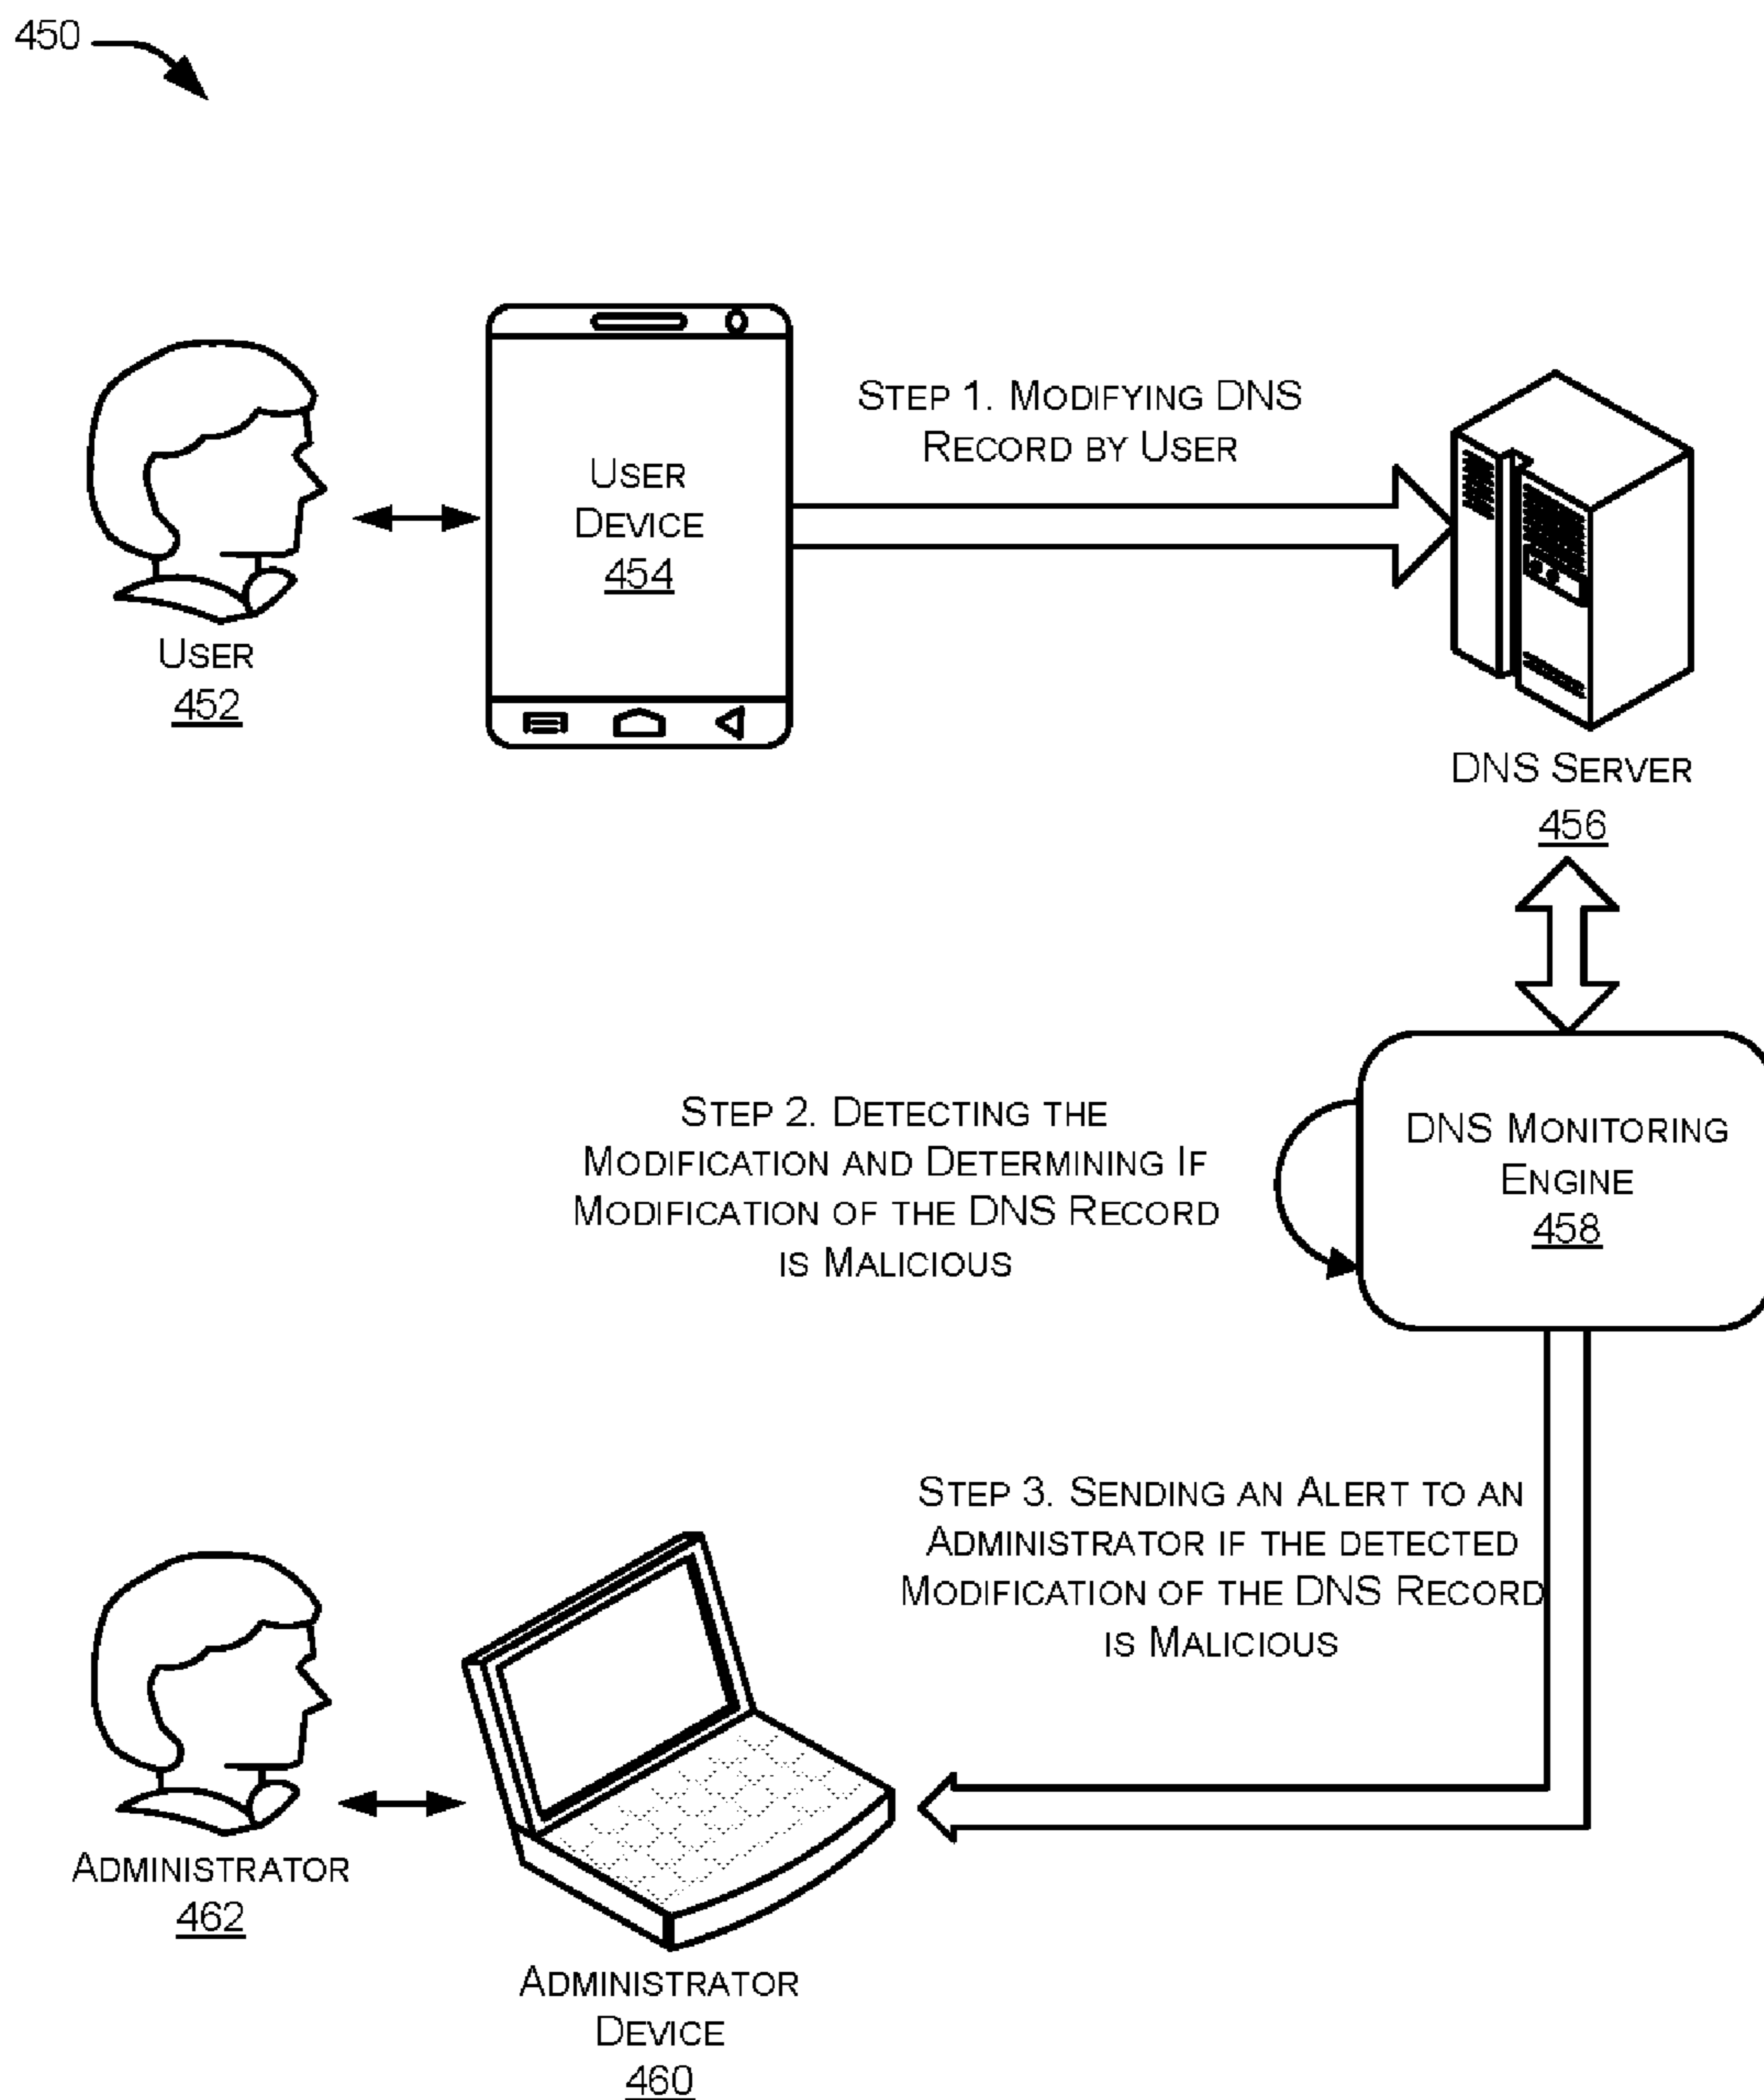 450
STEP 1. MODIFYING DNS
RECORD BY USER
USER
DEVICE
454
USER
452
DNS SERVER
456
STEP 2. DETECTING THE
MODIFICATION AND DETERMINING IF
MODIFICATION OF THE DNS RECORD
IS MALICIOUS
DNS MONITORING
ENGINE
458
STEP 3. SENDING AN ALERT TO AN
ADMINISTRATOR IF THE DETECTED
MODIFICATION OF THE DNS RECORD
IS MALICIOUS
ADMINISTRATOR
462
ADMINISTRATOR
DEVICE
460